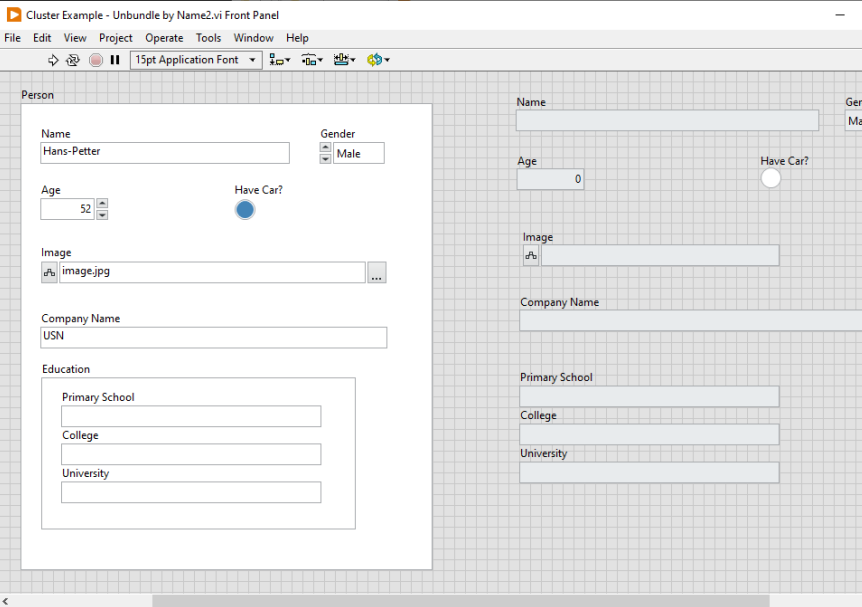 Cluster Example - Unbundle by Name2.vi Front Panel
File Edit View Project Operate Tools Window Help
15pt Application Font
Person
Name
Hans-Petter
Gender
Male
Age
52
Have Car?
Image
image.jpg
...
Company Name
USN
Education
Primary School
College
University
Name
Ger
Ma
Age
0
Have Car?
Image
Company Name
Primary School
College
University